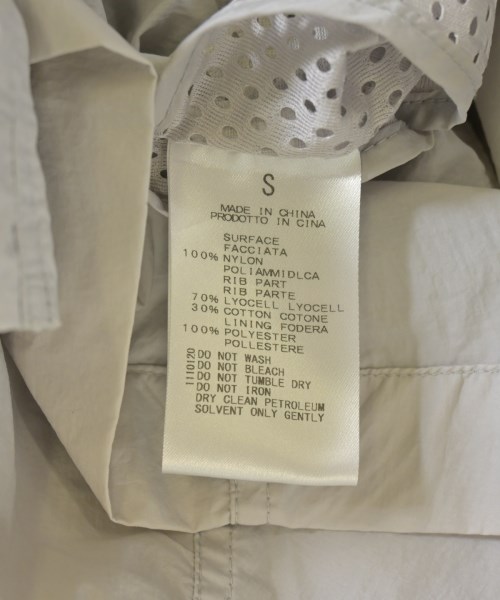 S
MADE IN CHINA
PRODOTTO IN CINA
SURFACE
FACCIATA
100% NYLON
POLIAMMIDLCA
RIB PART
RIB PARTE
70% LYOCELL LYOCELL
30% COTTON COTONE
LINING FODERA
100% POLYESTER
POLLESTERE
1110120
DO NOT WASH
DO NOT BLEACH
DO NOT TUMBLE DRY
DO NOT IRON
DRY CLEAN PETROLEUM
SOLVENT ONLY GENTLY